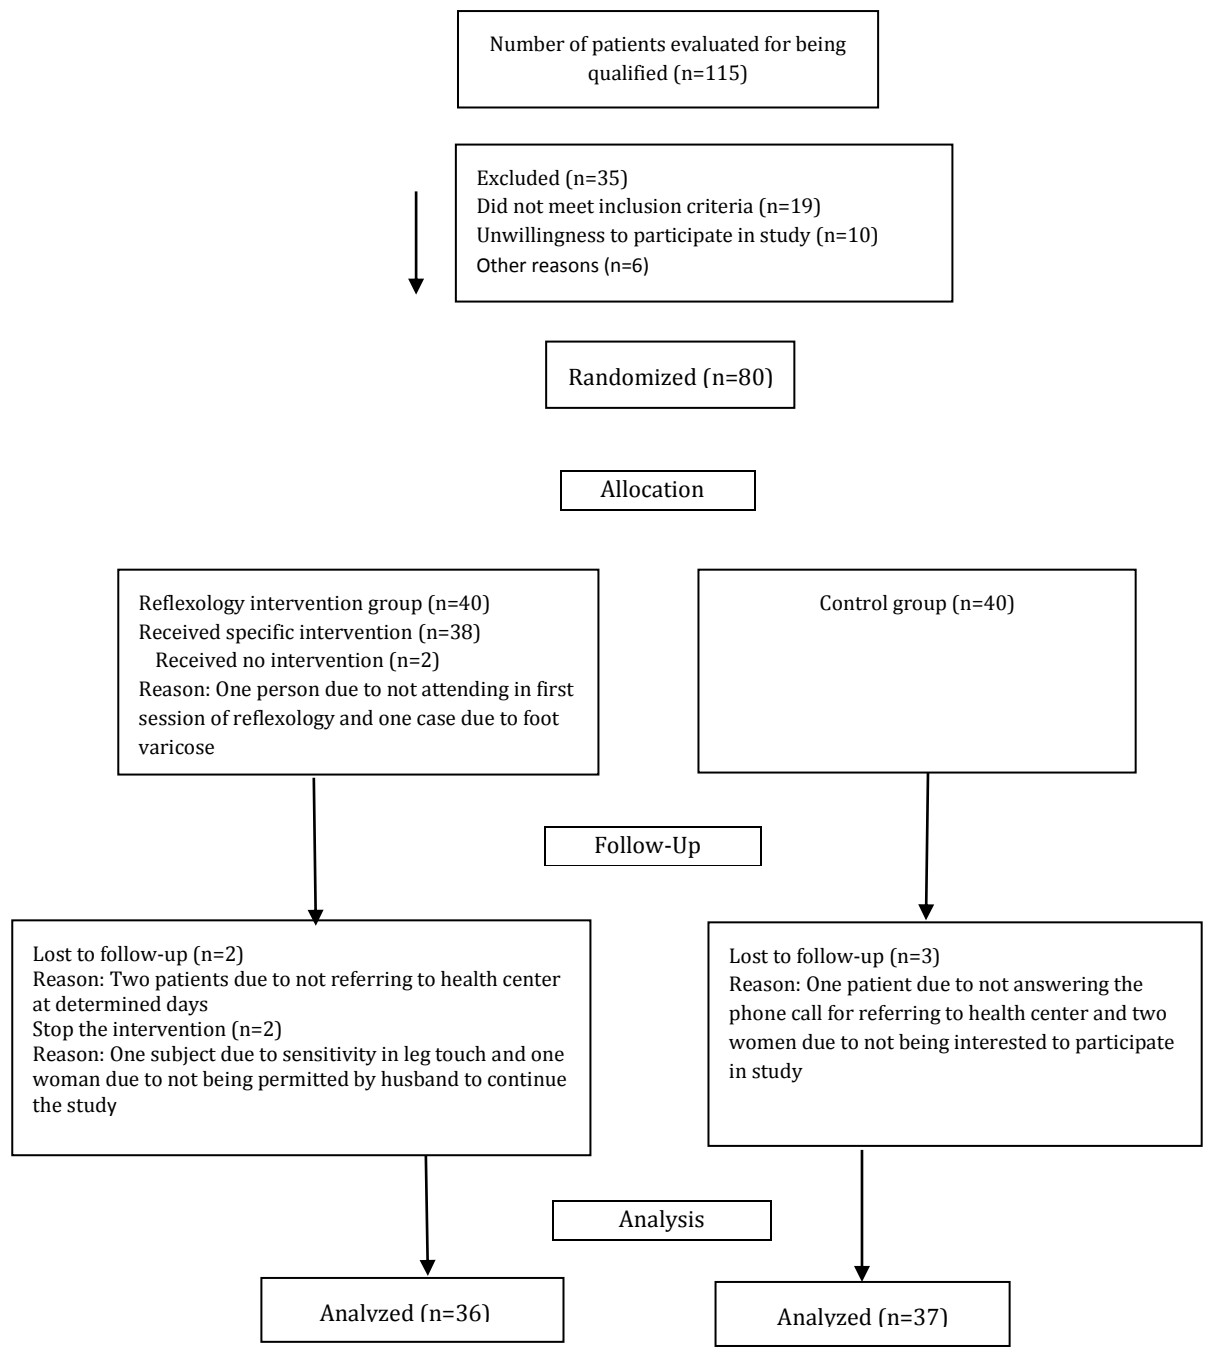 Number of patients evaluated for being
qualified (n=115)
Excluded (n=35)
Did not meet inclusion criteria (n=19)
Unwillingness to participate in study (n=10)
Other reasons (n=6)
Randomized (n=80)
Allocation
Reflexology intervention group (n=40)
Received specific intervention (n=38)
Received no intervention (n=2)
Reason: One person due to not attending in first
session of reflexology and one case due to foot
varicose
Control group (n=40)
Follow-Up
Lost to follow-up (n=2)
Reason: Two patients due to not referring to health center
at determined days
Stop the intervention (n=2)
Reason: One subject due to sensitivity in leg touch and one
woman due to not being permitted by husband to continue
the study
Lost to follow-up (n=3)
Reason: One patient due to not answering the
phone call for referring to health center and two
women due to not being interested to participate
in study
Analysis
Analyzed (n=36)
Analyzed (n=37)